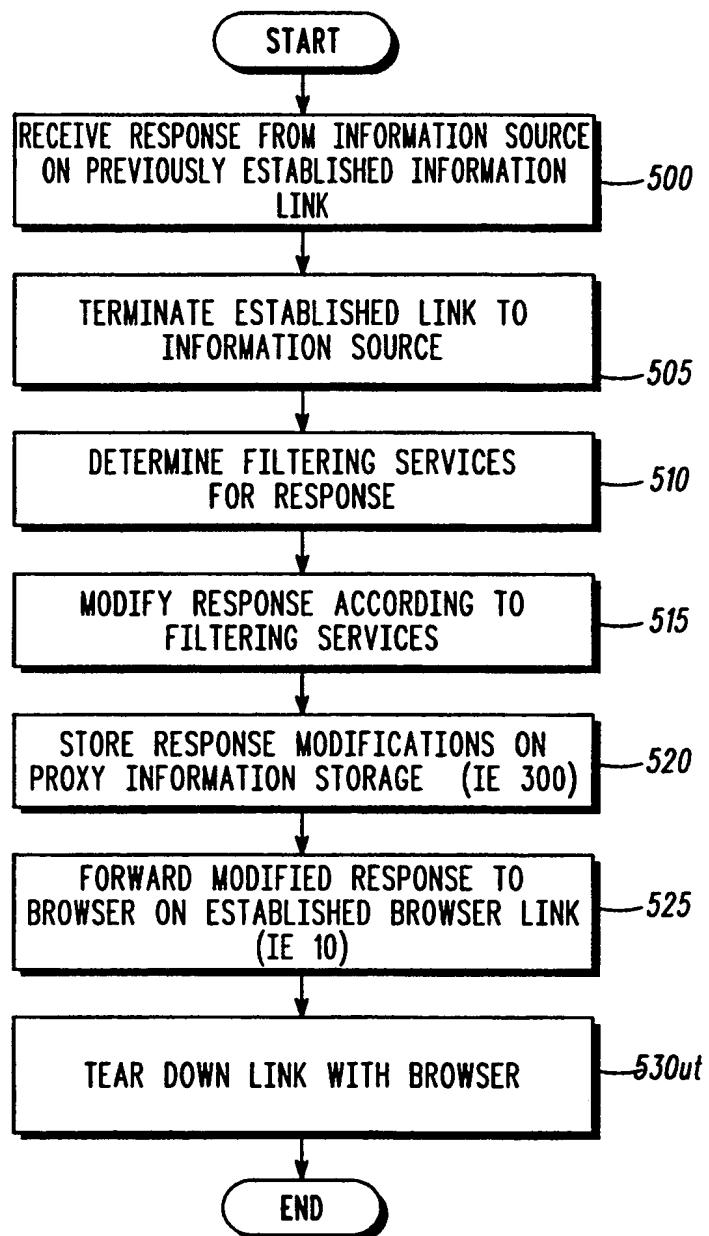 START
RECEIVE RESPONSE FROM INFORMATION SOURCE
ON PREVIOUSLY ESTABLISHED INFORMATION
LINK
500
TERMINATE ESTABLISHED LINK TO
INFORMATION SOURCE
505
DETERMINE FILTERING SERVICES
FOR RESPONSE
510
MODIFY RESPONSE ACCORDING TO
FILTERING SERVICES
515
STORE RESPONSE MODIFICATIONS ON
PROXY INFORMATION STORAGE (IE 300)
520
FORWARD MODIFIED RESPONSE TO
BROWSER ON ESTABLISHED BROWSER LINK
(IE 10)
525
TEAR DOWN LINK WITH BROWSER
530ut
END